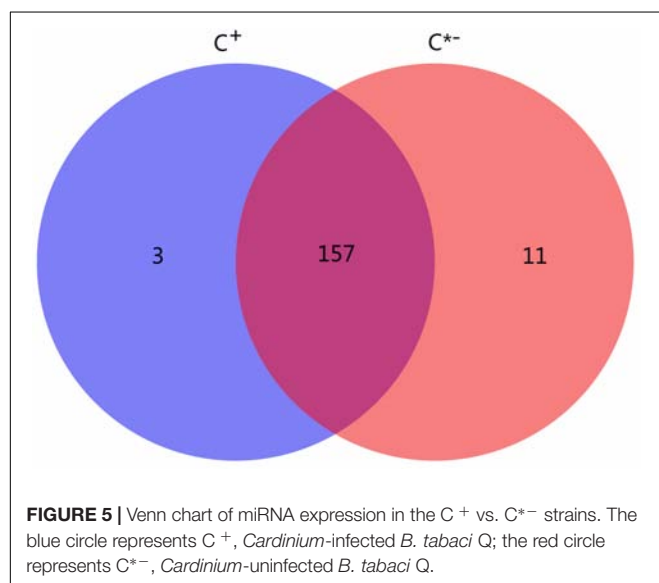 C+ C*-
3 157 11
FIGURE 5 | Venn chart of miRNA expression in the C + vs. C*− strains. The
blue circle represents C +, Cardinium-infected B. tabaci Q; the red circle
represents C*−, Cardinium-uninfected B. tabaci Q.